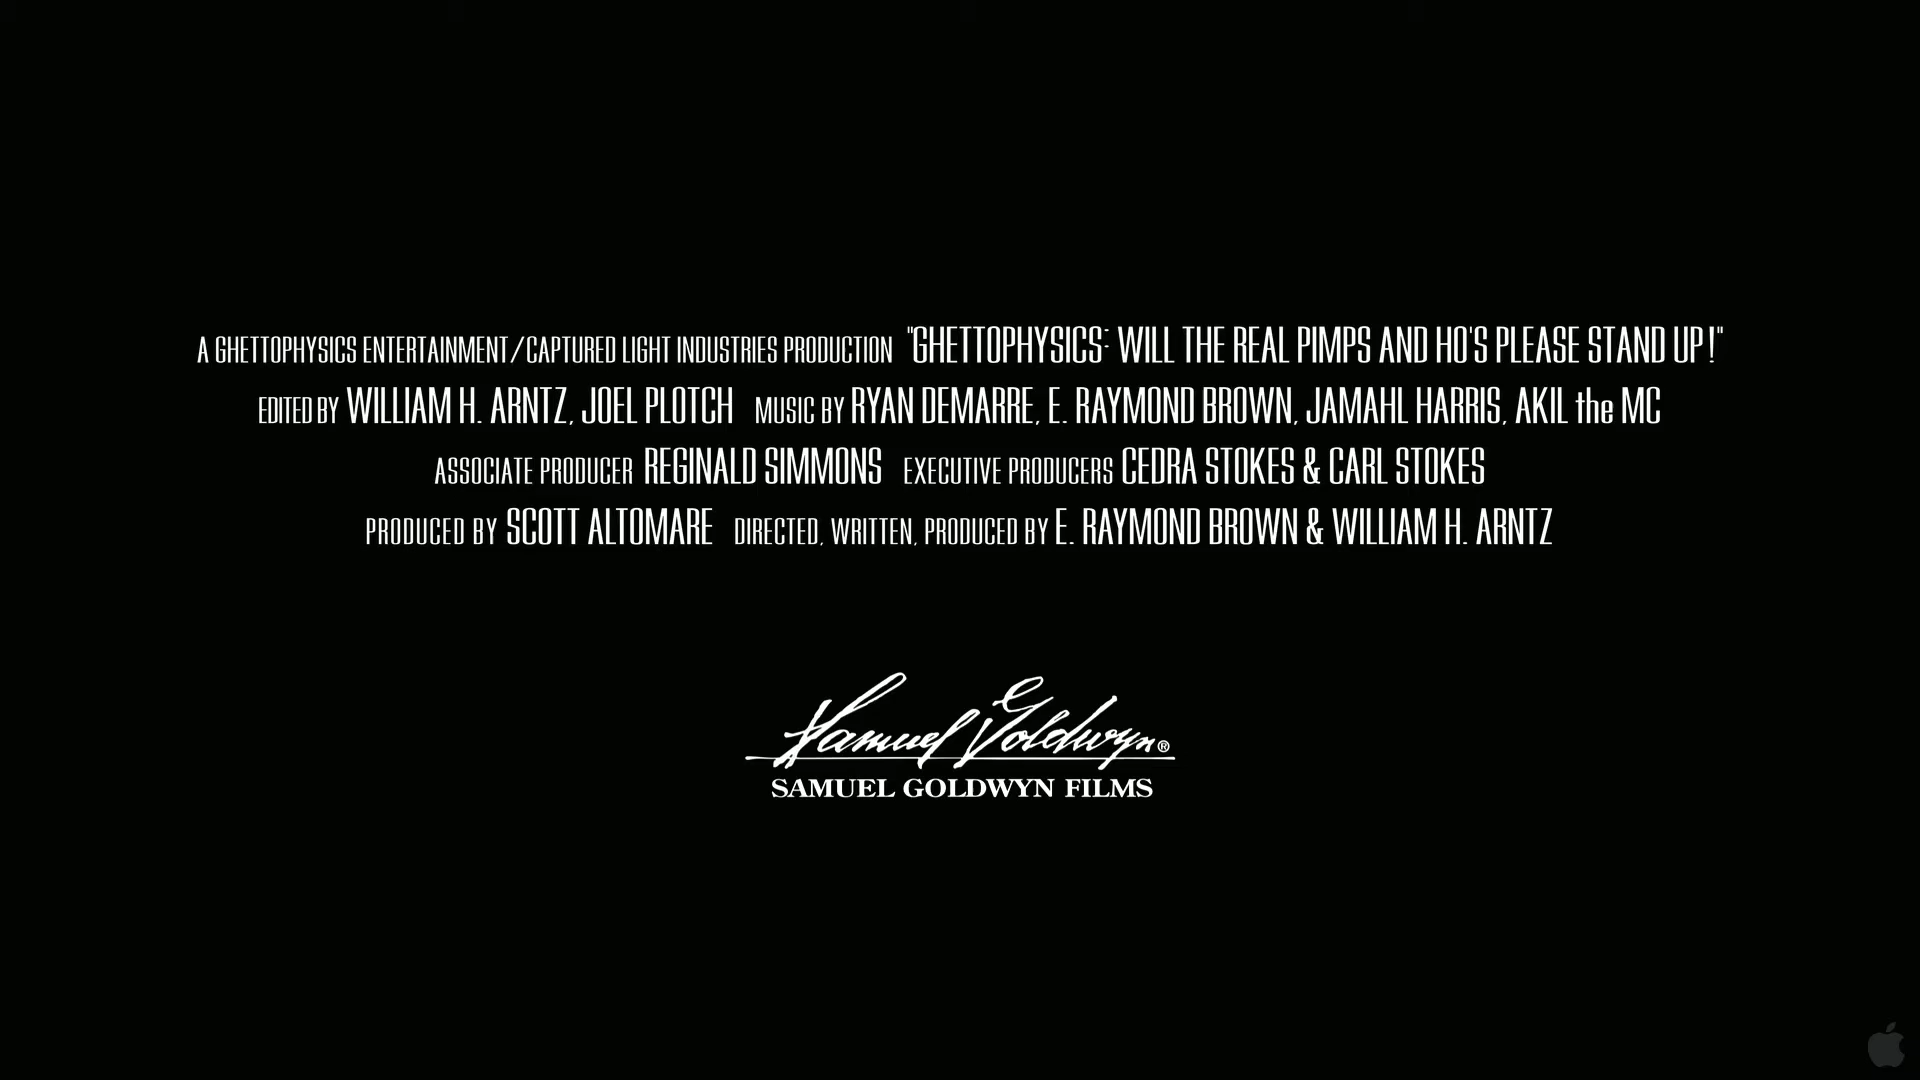 A GHETTOPHYSICS ENTERTAINMENT/CAPTURED LIGHT INDUSTRIES PRODUCTION "GHETTOPHYSICS: WILL THE REAL PIMPS AND HO'S PLEASE STAND UP!"
EDITED BY WILLIAM H. ARNTZ, JOEL PLOTCH MUSIC BY RYAN DEMARRE, E. RAYMOND BROWN, JAMAHL HARRIS, AKIL the MC
ASSOCIATE PRODUCER REGINALD SIMMONS EXECUTIVE PRODUCERS CEDRA STOKES & CARL STOKES
PRODUCED BY SCOTT ALTOMARE DIRECTED, WRITTEN, PRODUCED BY E. RAYMOND BROWN & WILLIAM H. ARNTZ
Samuel Goldwyn®
SAMUEL GOLDWYN FILMS